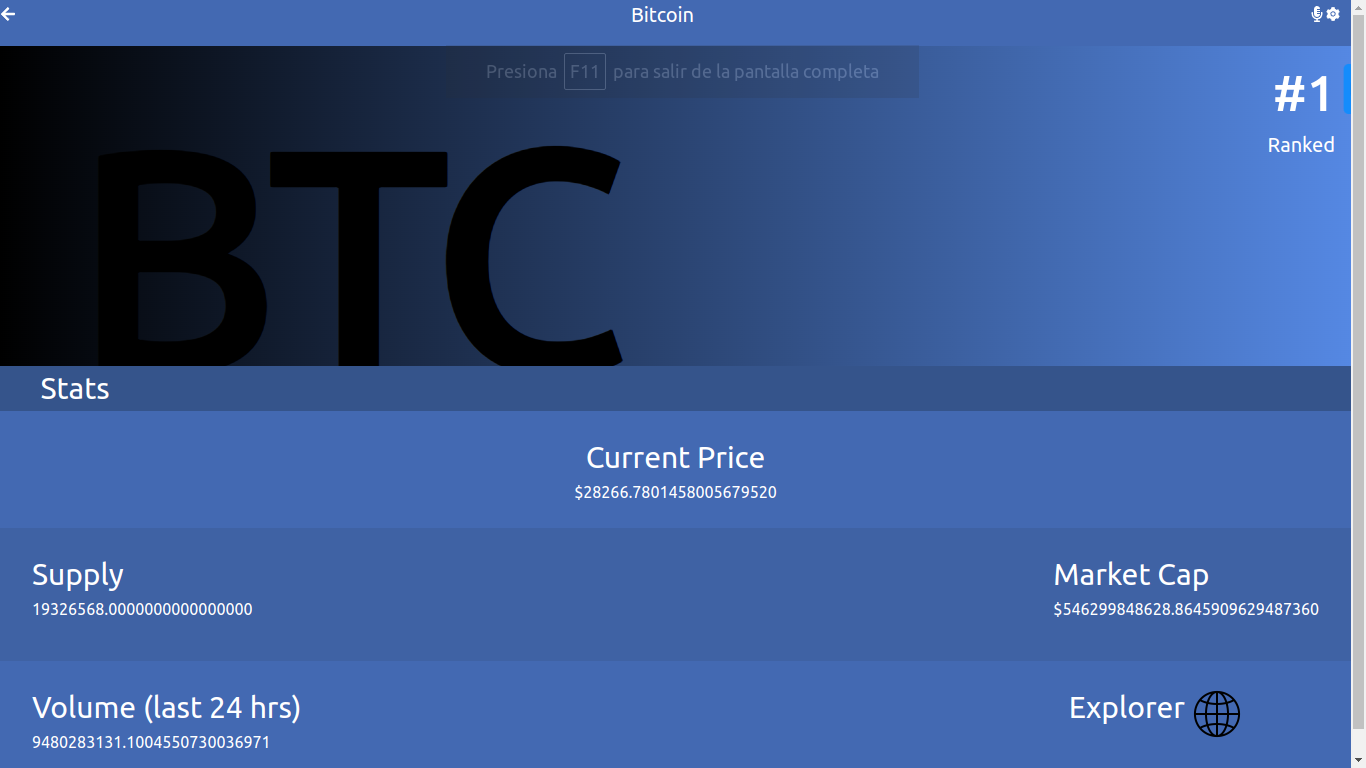 Bitcoin
Presiona F11 para salir de la pantalla completa
#1
Ranked
BTC
Stats
Current Price
$28266.7801458005679520
Supply
19326568.0000000000000000
Market Cap
$546299848628.8645909629487360
Volume (last 24 hrs)
9480283131.1004550730036971
Explorer